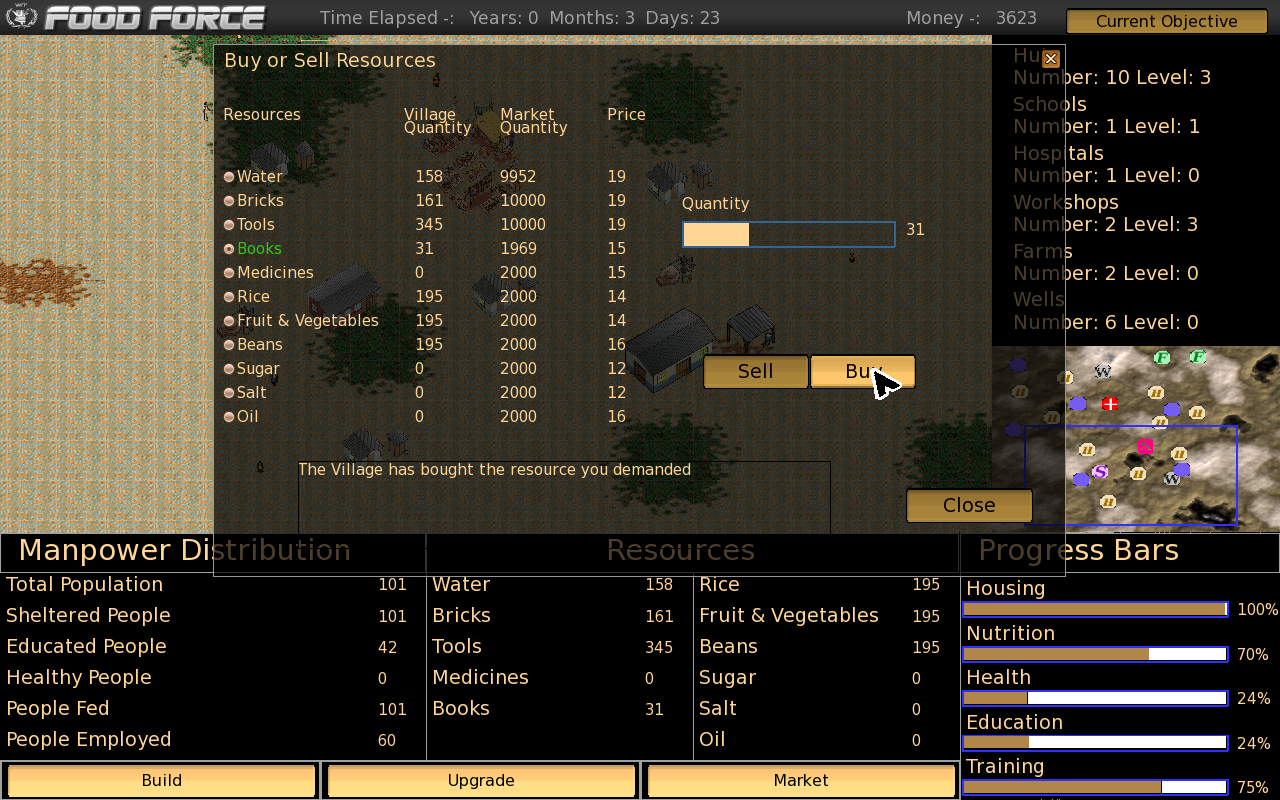 WFP FOOD FORCE Time Elapsed -: Years: 0 Months: 3 Days: 23 Money -: 3623 Current Objective
Buy or Sell Resources
Resources Village Quantity Market Quantity Price
Water 158 9952 19
Bricks 161 10000 19
Tools 345 10000 19
Books 31 1969 15
Medicines 0 2000 15
Rice 195 2000 14
Fruit & Vegetables 195 2000 14
Beans 195 2000 16
Sugar 0 2000 12
Salt 0 2000 12
Oil 0 2000 16
Quantity
31
Sell Buy
The Village has bought the resource you demanded
Close
Number: 10 Level: 3
Schools
Number: 1 Level: 1
Hospitals
Number: 1 Level: 0
Workshops
Number: 2 Level: 3
Farms
Number: 2 Level: 0
Wells
Number: 6 Level: 0
Manpower Distribution
Total Population 101
Sheltered People 101
Educated People 42
Healthy People 0
People Fed 101
People Employed 60
Resources
Water 158
Bricks 161
Tools 345
Medicines 0
Books 31
Rice 195
Fruit & Vegetables 195
Beans 195
Sugar 0
Salt 0
Oil 0
Progress Bars
Housing
100%
Nutrition
70%
Health
24%
Education
24%
Training
75%
Build Upgrade Market